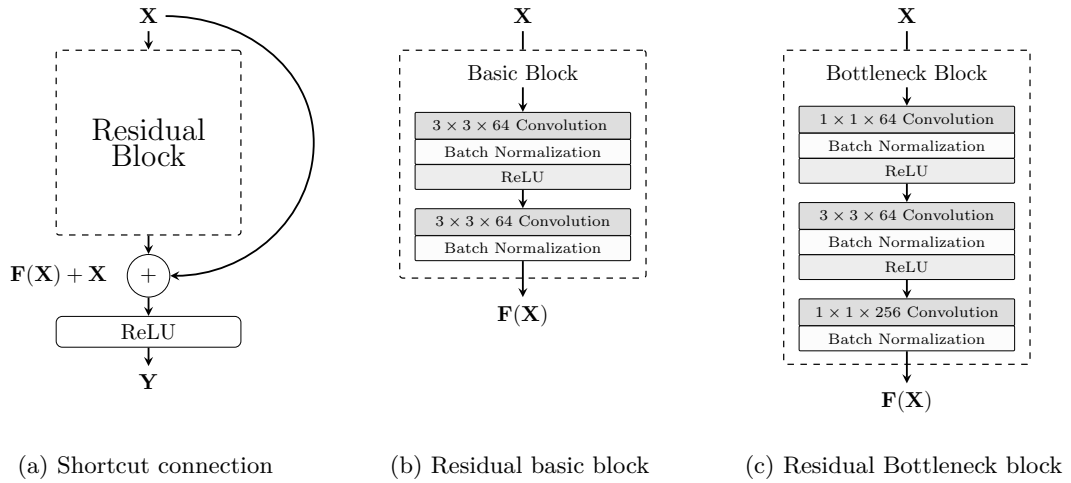 X
Residual
Block
F(X) + X
+
ReLU
Y
(a) Shortcut connection
X
Basic Block
3 × 3 × 64 Convolution
Batch Normalization
ReLU
3 × 3 × 64 Convolution
Batch Normalization
F(X)
(b) Residual basic block
X
Bottleneck Block
1 × 1 × 64 Convolution
Batch Normalization
ReLU
3 × 3 × 64 Convolution
Batch Normalization
ReLU
1 × 1 × 256 Convolution
Batch Normalization
F(X)
(c) Residual Bottleneck block